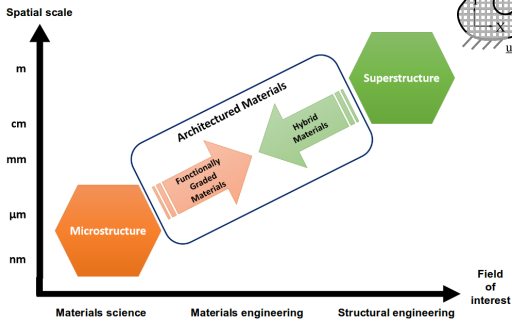 Spatial scale
m
cm
mm
µm
nm
Superstructure
Architectured Materials
Hybrid
Materials
Functionally
Graded
Materials
Microstructure
X
u
Field
of
interest
Materials science
Materials engineering
Structural engineering